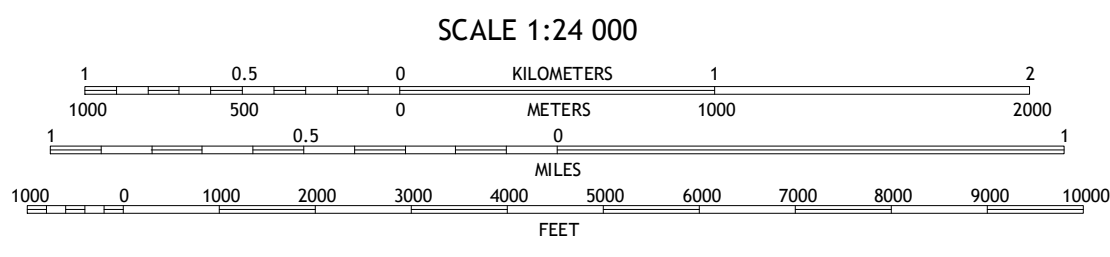 SCALE 1:24 000
1 0.5 0 KILOMETERS 1 2
1000 500 0 METERS 1000 2000
1 0.5 0 1
MILES
1000 0 1000 2000 3000 4000 5000 6000 7000 8000 9000 10000
FEET